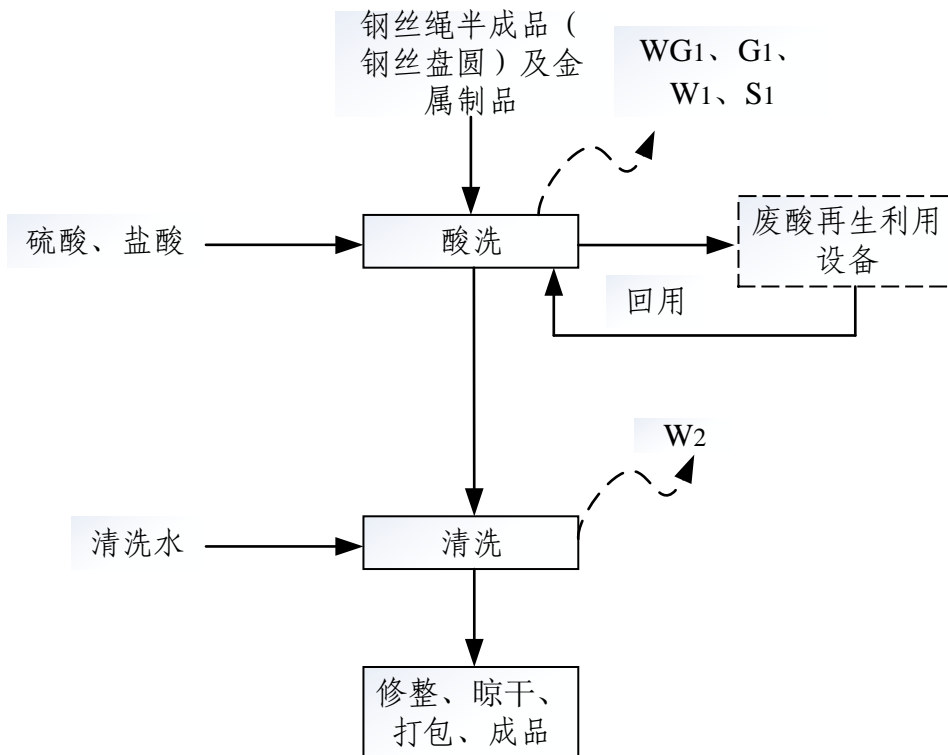 钢丝绳半成品（
钢丝盘圆）及金
属制品
WG1、G1、
W1、S1
硫酸、盐酸
酸洗
废酸再生利用
设备
回用
W2
清洗水
清洗
修整、晾干、
打包、成品